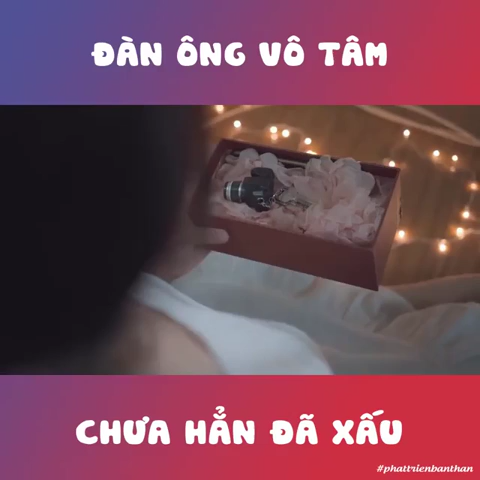 ĐÀN ÔNG VÔ TÂM
CHƯA HẲN ĐÃ XẤU
#phattrienbanthan